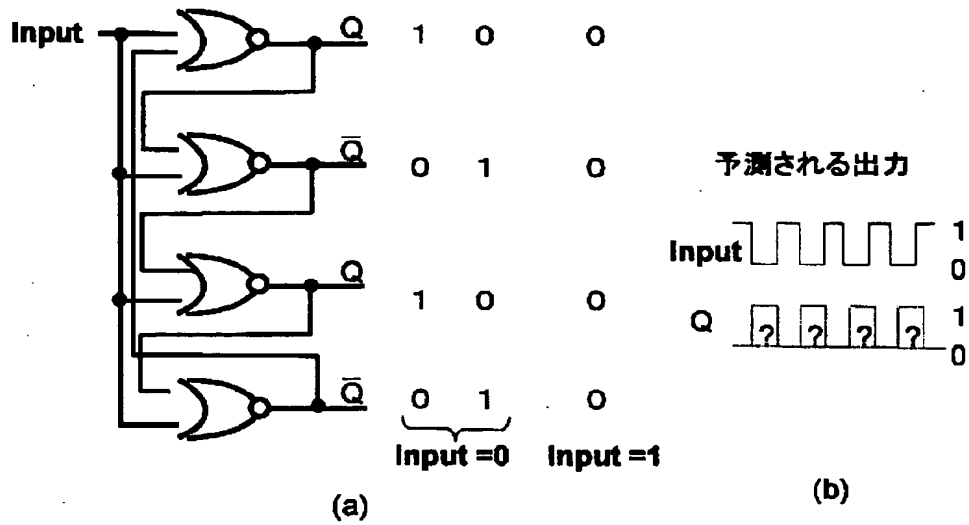 Input Q 1 0 0
Q̅ 0 1 0
予測される出力
Input 1
0
Q 1 0 0
Q ? ? ? ? 1
0
Q̅ 0 1 0
Input =0 Input =1
(a) (b)